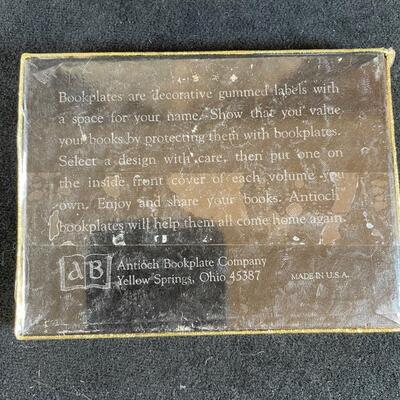 Bookplates are decorative gummed labels with
a space for your name. Show that you value
your books by protecting them with bookplates.
Select a design with care, then put one on
the inside front cover of each volume you
own. Enjoy and share your books. Antioch
bookplates will help them all come home again.
aB
Antioch Bookplate Company
Yellow Springs, Ohio 45387
MADE IN U.S.A.